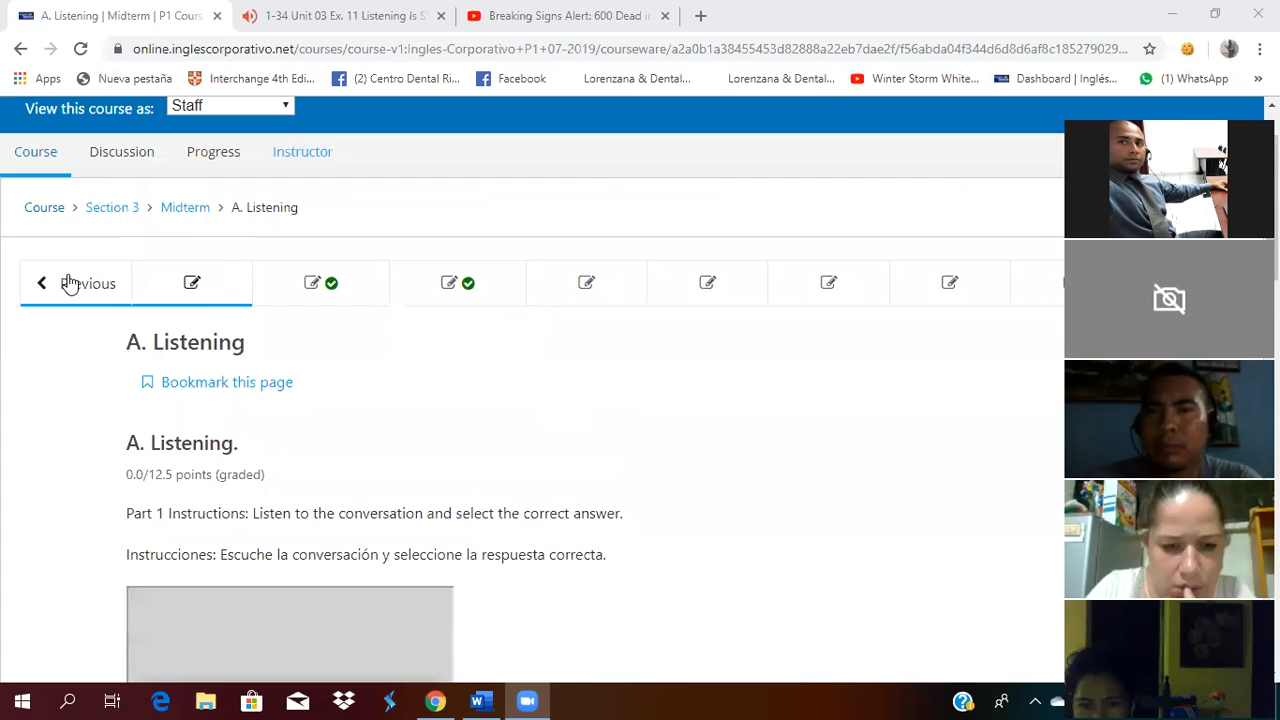 A. Listening | Midterm | P1 Cours
1-34 Unit 03 Ex. 11 Listening Is S
Breaking Signs Alert: 600 Dead in
online.inglescorporativo.net/courses/course-v1:Ingles-Corporativo+P1+07-2019/courseware/a2a0b1a38455453d82888a22eb7dae2f/f56abda04f344d6d8d6af8c185279029...
Apps
Nueva pestaña
Interchange 4th Edi...
(2) Centro Dental Ri...
Facebook
Lorenzana & Dental...
Lorenzana & Dental...
Winter Storm White...
Dashboard | Inglés...
(1) WhatsApp
»
View this course as:
Staff
Course
Discussion
Progress
Instructor
Course > Section 3 > Midterm > A. Listening
Previous
A. Listening
Bookmark this page
A. Listening.
0.0/12.5 points (graded)
Part 1 Instructions: Listen to the conversation and select the correct answer.
Instrucciones: Escuche la conversación y seleccione la respuesta correcta.